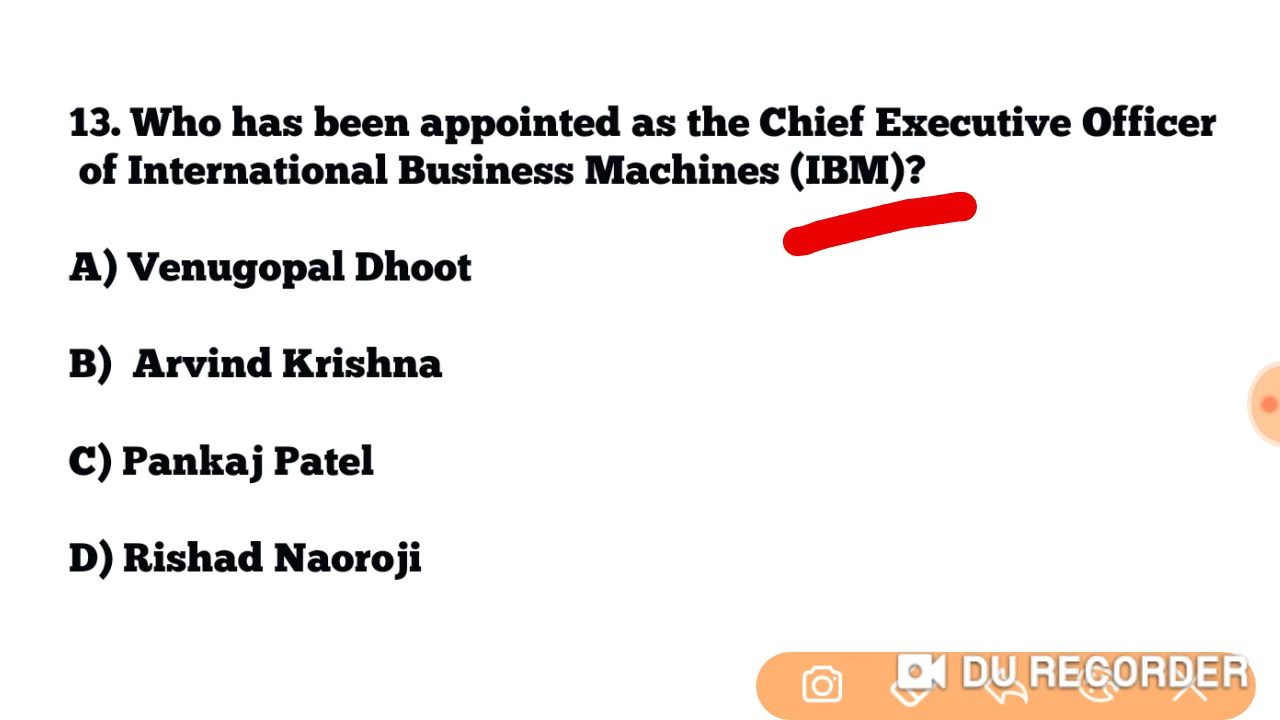 13. Who has been appointed as the Chief Executive Officer
of International Business Machines (IBM)?
A) Venugopal Dhoot
B) Arvind Krishna
C) Pankaj Patel
D) Rishad Naoroji
DU RECORDER